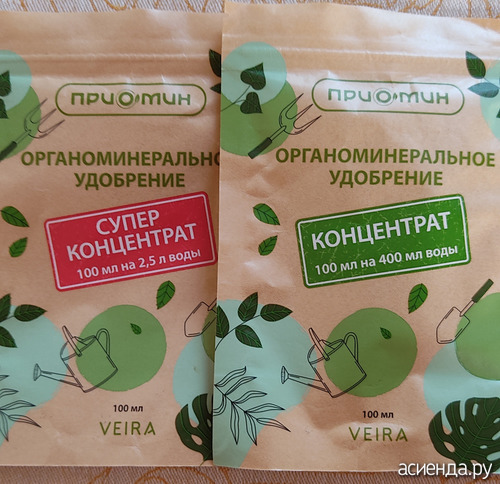 ПРИОМИН
ОРГАНОМИНЕРАЛЬНО
УДОБРЕНИЕ
СУПЕР
КОНЦЕНТРАТ
100 мл на 2,5 л воды
100 мл
VEIRA
ПРИОМИН
ОРГАНОМИНЕРАЛЬНОЕ
УДОБРЕНИЕ
КОНЦЕНТРАТ
100 мл на 400 мл воды
100 мл
VEIRA
асиенда.ру